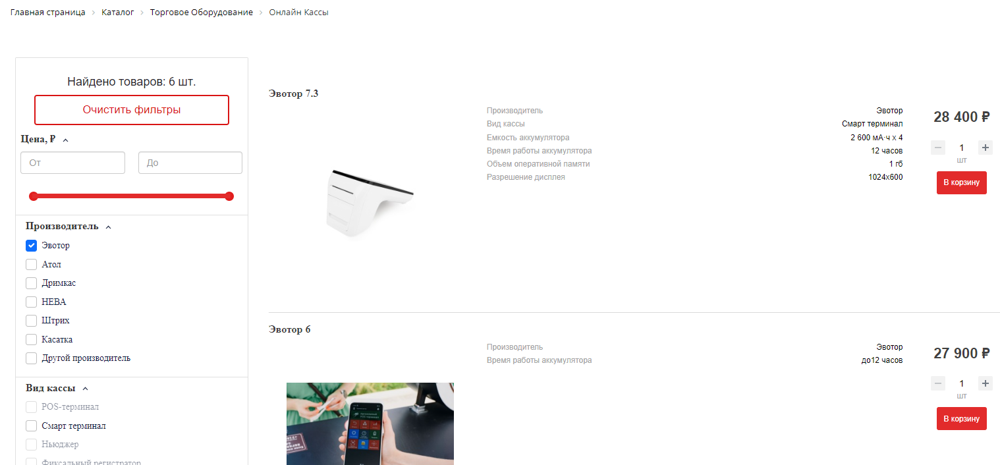 Главная страница > Каталог > Торговое Оборудование > Онлайн Кассы
Найдено товаров: 6 шт.
Очистить фильтры
Цена, ₽
От
До
Производитель
Эвотор
Атол
Дримкас
НЕВА
Штрих
Касатка
Другой производитель
Вид кассы
POS-терминал
Смарт терминал
Ньюджер
Фиксальный регистратор
Эвотор 7.3
Производитель Эвотор
Вид кассы Смарт терминал
Емкость аккумулятора 2 600 мА·ч x 4
Время работы аккумулятора 12 часов
Объем оперативной памяти 1 гб
Разрешение дисплея 1024x600
28 400 ₽
− 1 +
шт
В корзину
Эвотор 6
Производитель Эвотор
Время работы аккумулятора до12 часов
27 900 ₽
− 1 +
шт
В корзину